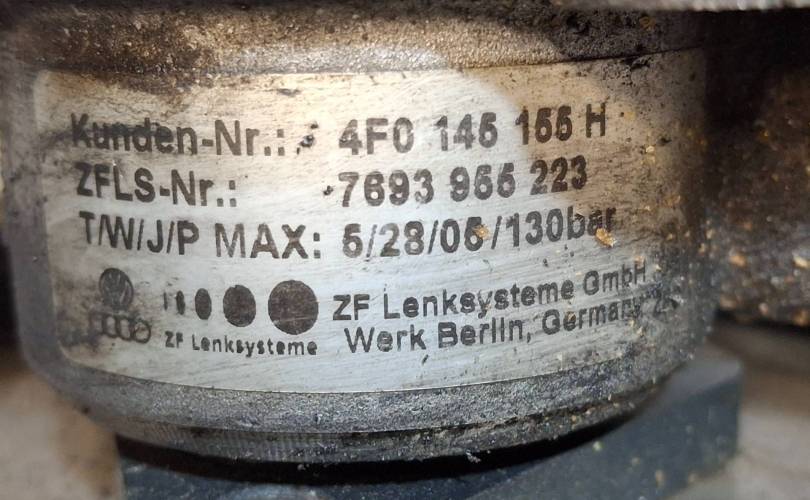 Kunden-Nr.: 4F0 145 155 H
ZFLS-Nr.: 7693 955 223
T/W/J/P MAX: 5/28/05/130bar
ZF Lenksysteme GmbH
ZF Lenksysteme Werk Berlin, Germany